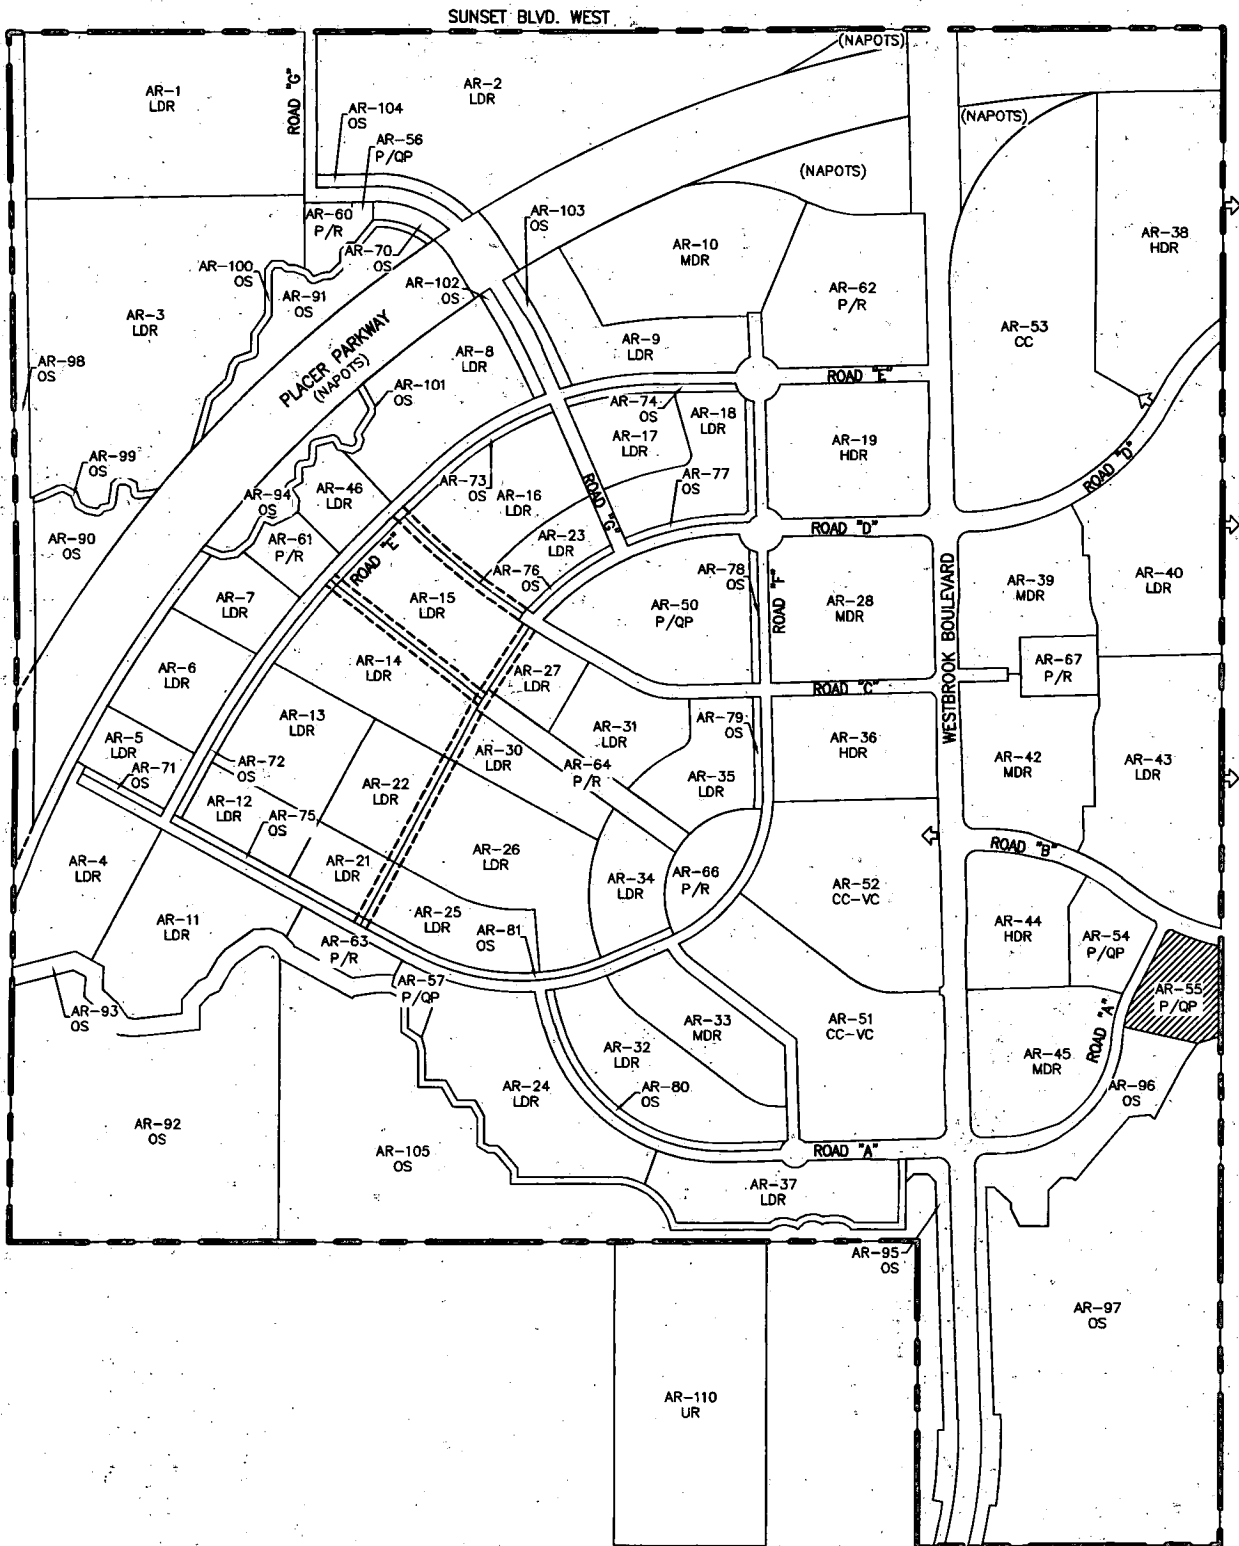 SUNSET BLVD. WEST
(NAPOTS)
AR-1
LDR
ROAD "G"
AR-2
LDR
AR-104
OS
AR-56
P/QP
(NAPOTS)
(NAPOTS)
AR-60
P/R
AR-70
OS
AR-103
OS
AR-10
MDR
AR-38
HDR
AR-100
OS
AR-91
OS
AR-102
OS
AR-62
P/R
AR-3
LDR
AR-53
CC
PLACER PARKWAY
(NAPOTS)
AR-8
LDR
AR-9
LDR
AR-98
OS
AR-101
OS
ROAD "E"
AR-74
OS
AR-18
LDR
AR-17
LDR
AR-19
HDR
ROAD "D"
AR-99
OS
AR-94
OS
AR-46
LDR
AR-73
OS
AR-16
LDR
ROAD "G"
AR-77
OS
AR-90
OS
AR-61
P/R
ROAD "E"
AR-23
LDR
ROAD "D"
AR-76
OS
AR-78
OS
ROAD "F"
WESTBROOK BOULEVARD
AR-39
MDR
AR-40
LDR
AR-7
LDR
AR-15
LDR
AR-50
P/QP
AR-28
MDR
AR-6
LDR
AR-14
LDR
AR-27
LDR
AR-67
P/R
ROAD "C"
AR-13
LDR
AR-31
LDR
AR-79
OS
AR-5
LDR
AR-71
OS
AR-72
OS
AR-30
LDR
AR-64
P/R
AR-36
HDR
AR-42
MDR
AR-43
LDR
AR-12
LDR
AR-75
OS
AR-22
LDR
AR-35
LDR
AR-4
LDR
AR-21
LDR
AR-26
LDR
ROAD "B"
AR-34
LDR
AR-66
P/R
AR-52
CC-VC
AR-11
LDR
AR-25
LDR
AR-81
OS
AR-44
HDR
AR-54
P/QP
AR-63
P/R
AR-57
P/QP
AR-55
P/QP
AR-93
OS
AR-33
MDR
AR-51
CC-VC
ROAD "A"
AR-32
LDR
AR-45
MDR
AR-24
LDR
AR-80
OS
AR-96
OS
AR-92
OS
AR-105
OS
ROAD "A"
AR-37
LDR
AR-95
OS
AR-97
OS
AR-110
UR